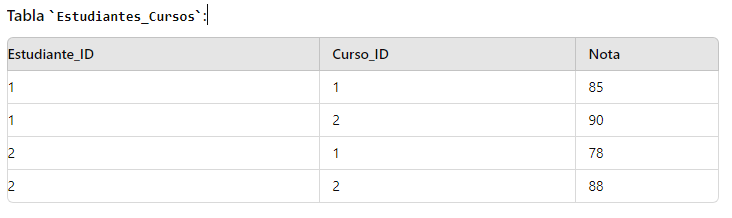 Tabla `Estudiantes_Cursos`:
Estudiante_ID Curso_ID Nota
1 1 85
1 2 90
2 1 78
2 2 88